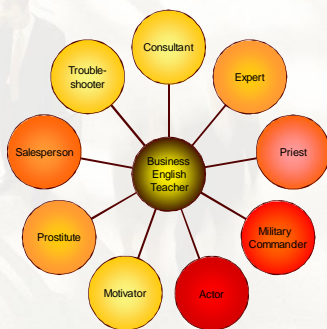 Consultant
Expert
Priest
Military
Commander
Actor
Motivator
Prostitute
Salesperson
Trouble-
shooter
Business
English
Teacher